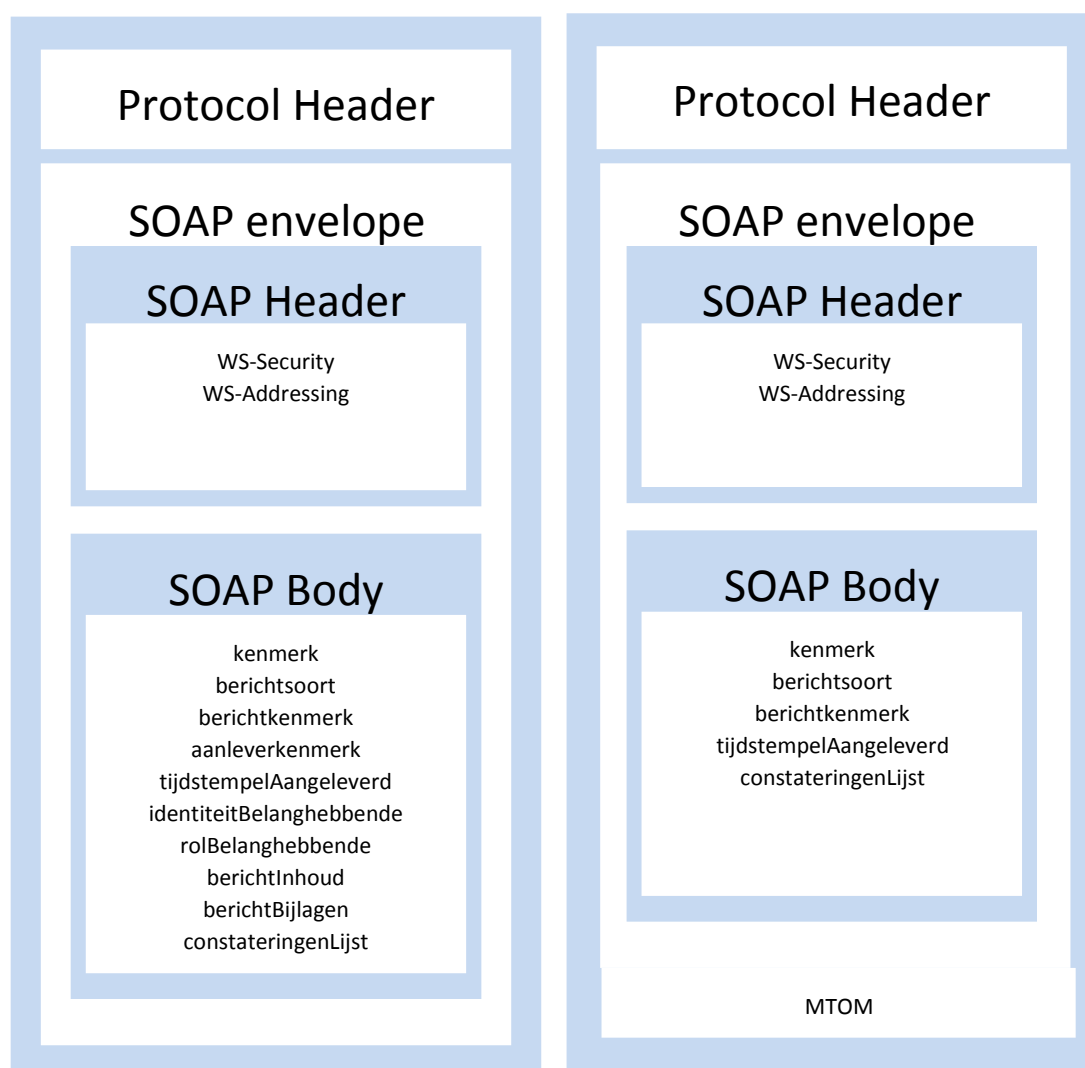 Protocol Header
SOAP envelope
SOAP Header
WS-Security
WS-Addressing
SOAP Body
kenmerk
berichtsoort
berichtkenmerk
aanleverkenmerk
tijdstempelAangeleverd
identiteitBelanghebbende
rolBelanghebbende
berichtInhoud
berichtBijlagen
constateringenLijst
Protocol Header
SOAP envelope
SOAP Header
WS-Security
WS-Addressing
SOAP Body
kenmerk
berichtsoort
berichtkenmerk
tijdstempelAangeleverd
constateringenLijst
MTOM